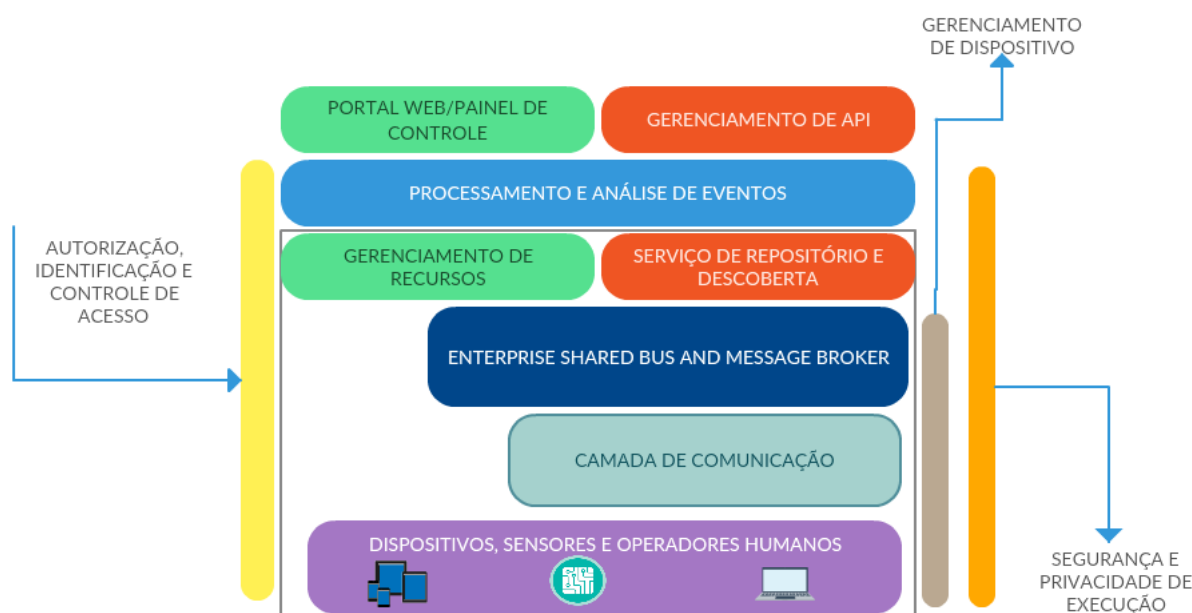 GERENCIAMENTO
DE DISPOSITIVO
PORTAL WEB/PAINEL DE
CONTROLE
GERENCIAMENTO DE API
PROCESSAMENTO E ANÁLISE DE EVENTOS
AUTORIZAÇÃO,
IDENTIFICAÇÃO E
CONTROLE DE
ACESSO
GERENCIAMENTO DE
RECURSOS
SERVIÇO DE REPOSITÓRIO E
DESCOBERTA
ENTERPRISE SHARED BUS AND MESSAGE BROKER
CAMADA DE COMUNICAÇÃO
DISPOSITIVOS, SENSORES E OPERADORES HUMANOS
SEGURANÇA E
PRIVACIDADE DE
EXECUÇÃO